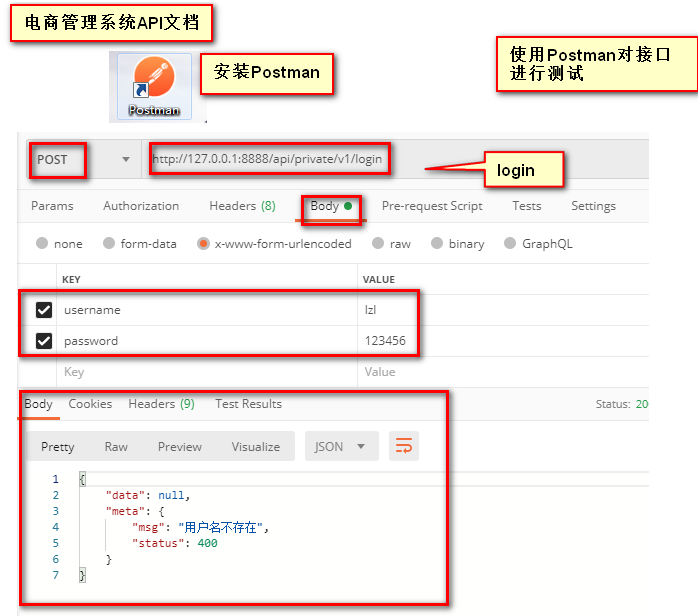 电商管理系统API文档
Postman
安装Postman
使用Postman对接口
进行测试
POST
http://127.0.0.1:8888/api/private/v1/login
login
Params Authorization Headers (8) Body Pre-request Script Tests Settings
none form-data x-www-form-urlencoded raw binary GraphQL
KEY VALUE
username lzl
password 123456
Key Value
Body Cookies Headers (9) Test Results Status: 20
Pretty Raw Preview Visualize JSON
1 {
2 "data": null,
3 "meta": {
4 "msg": "用户名不存在",
5 "status": 400
6 }
7 }